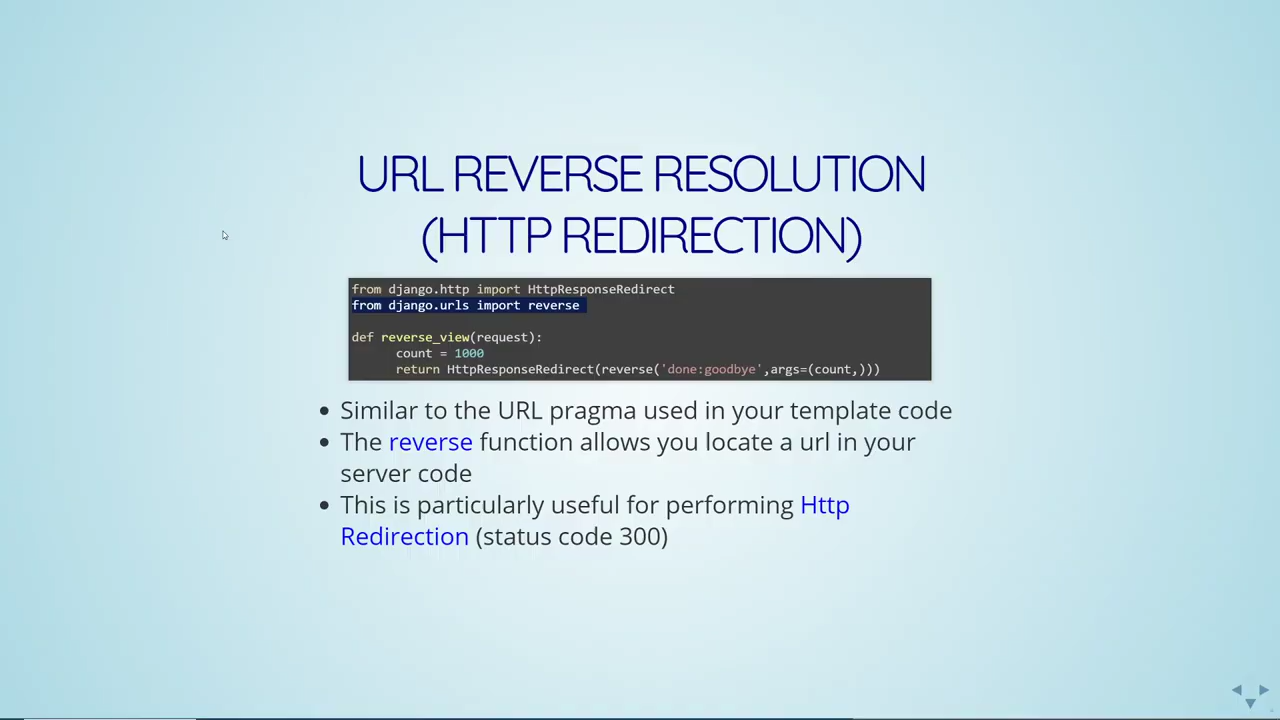 URL REVERSE RESOLUTION
(HTTP REDIRECTION)
from django.http import HttpResponseRedirect
from django.urls import reverse
def reverse_view(request):
count = 1000
return HttpResponseRedirect(reverse('done:goodbye',args=(count,)))
• Similar to the URL pragma used in your template code
• The reverse function allows you locate a url in your
server code
• This is particularly useful for performing Http
Redirection (status code 300)